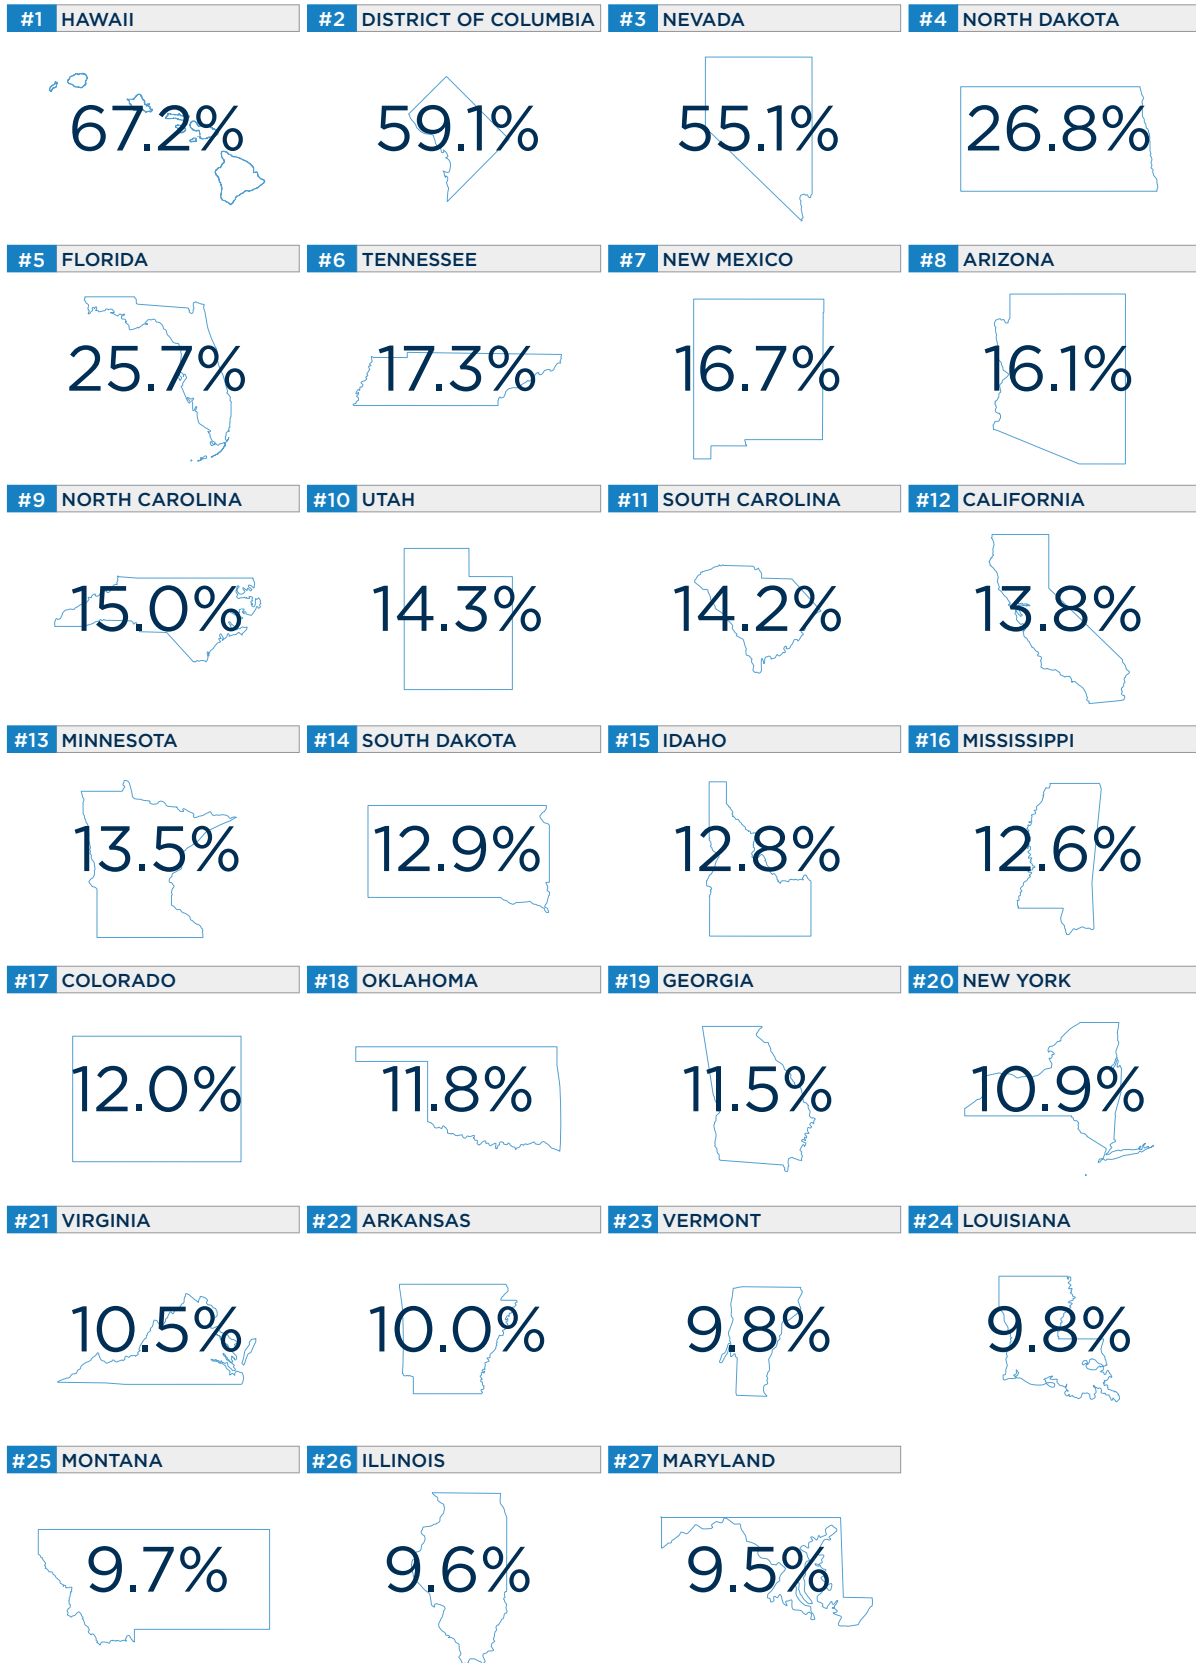 #1 HAWAII
67.2%
#2 DISTRICT OF COLUMBIA
59.1%
#3 NEVADA
55.1%
#4 NORTH DAKOTA
26.8%
#5 FLORIDA
25.7%
#6 TENNESSEE
17.3%
#7 NEW MEXICO
16.7%
#8 ARIZONA
16.1%
#9 NORTH CAROLINA
15.0%
#10 UTAH
14.3%
#11 SOUTH CAROLINA
14.2%
#12 CALIFORNIA
13.8%
#13 MINNESOTA
13.5%
#14 SOUTH DAKOTA
12.9%
#15 IDAHO
12.8%
#16 MISSISSIPPI
12.6%
#17 COLORADO
12.0%
#18 OKLAHOMA
11.8%
#19 GEORGIA
11.5%
#20 NEW YORK
10.9%
#21 VIRGINIA
10.5%
#22 ARKANSAS
10.0%
#23 VERMONT
9.8%
#24 LOUISIANA
9.8%
#25 MONTANA
9.7%
#26 ILLINOIS
9.6%
#27 MARYLAND
9.5%